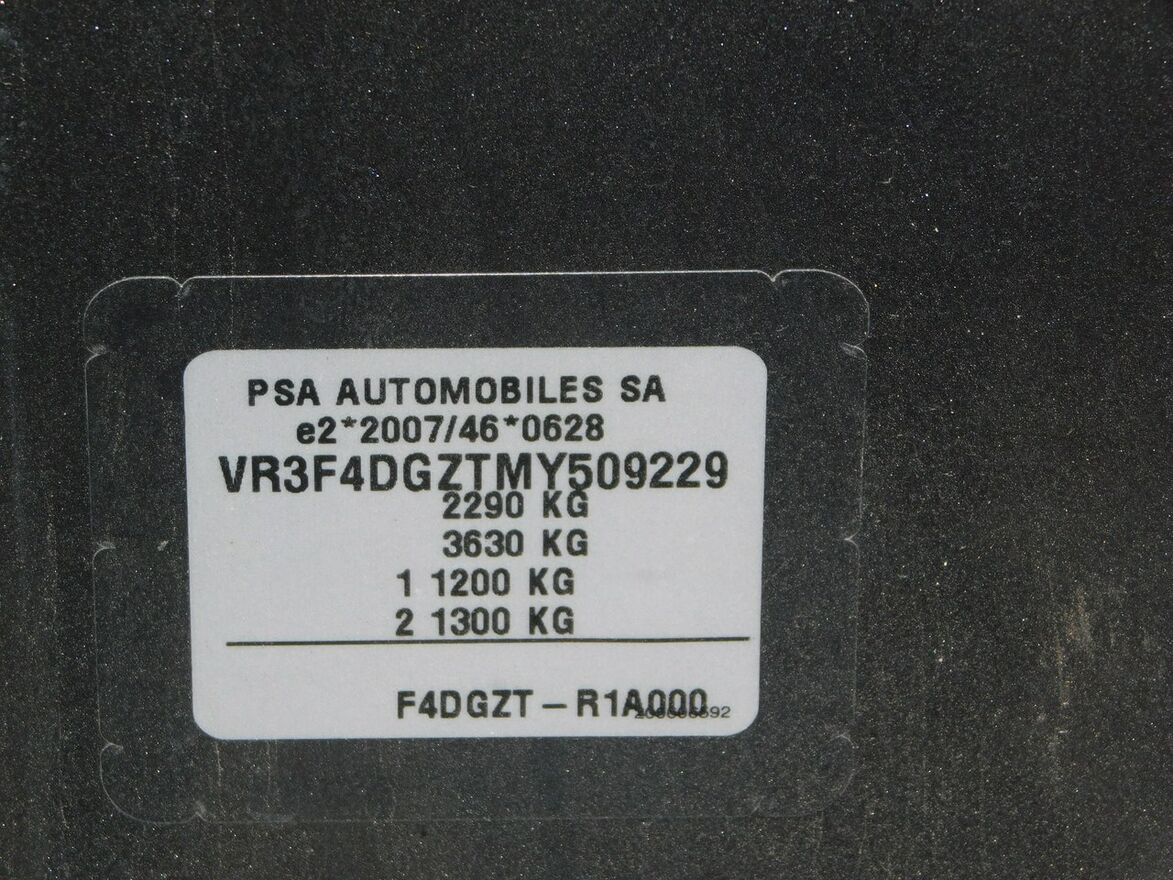 PSA AUTOMOBILES SA
e2*2007/46*0628
VR3F4DGZTMY509229
2290 KG
3630 KG
1 1200 KG
2 1300 KG
F4DGZT – R1A000